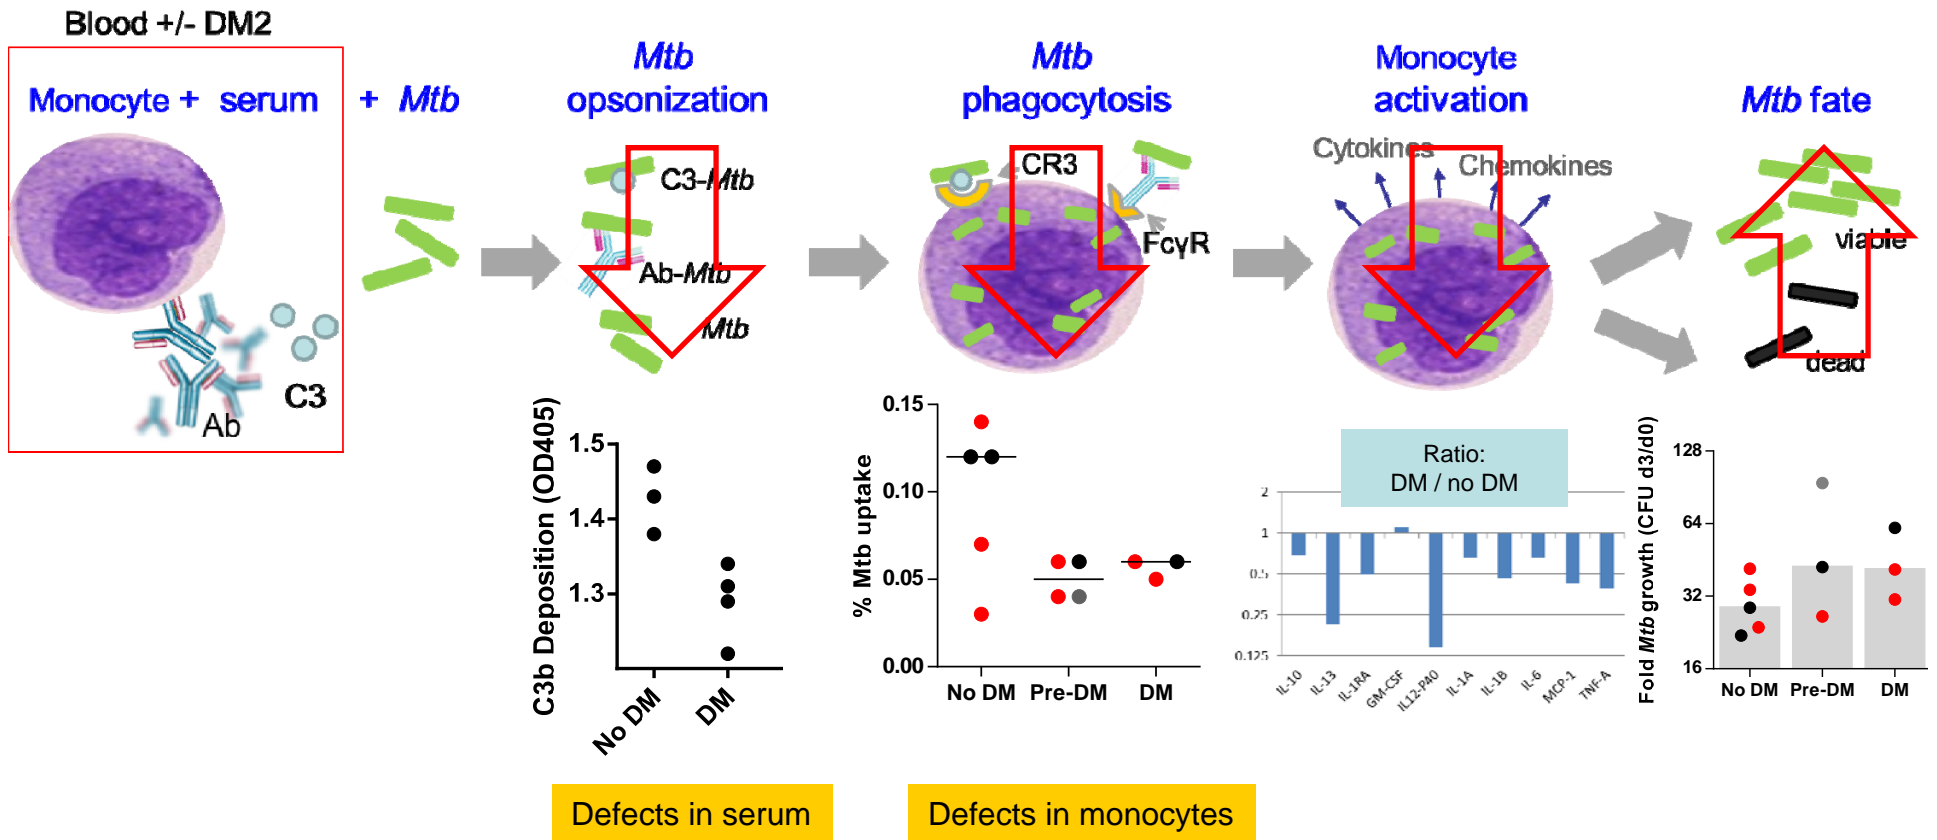 Blood +/- DM2
Monocyte + serum + Mtb
Ab
C3
Mtb
opsonization
C3-Mtb
Ab-Mtb
Mtb
Mtb
phagocytosis
CR3
FcγR
Monocyte
activation
Cytokines
Chemokines
Mtb fate
viable
dead
C3b Deposition (OD405)
1.5
1.4
1.3
No DM
DM
% Mtb uptake
0.15
0.10
0.05
0.00
No DM Pre-DM DM
Ratio:
DM / no DM
2
1
0.5
0.25
0.125
IL-10 IL-13 IL-1RA GM-CSF IL12-P40 IL-1A IL-1B IL-6 MCP-1 TNF-A
Fold Mtb growth (CFU d3/d0)
128
64
32
16
No DM Pre-DM DM
Defects in serum
Defects in monocytes